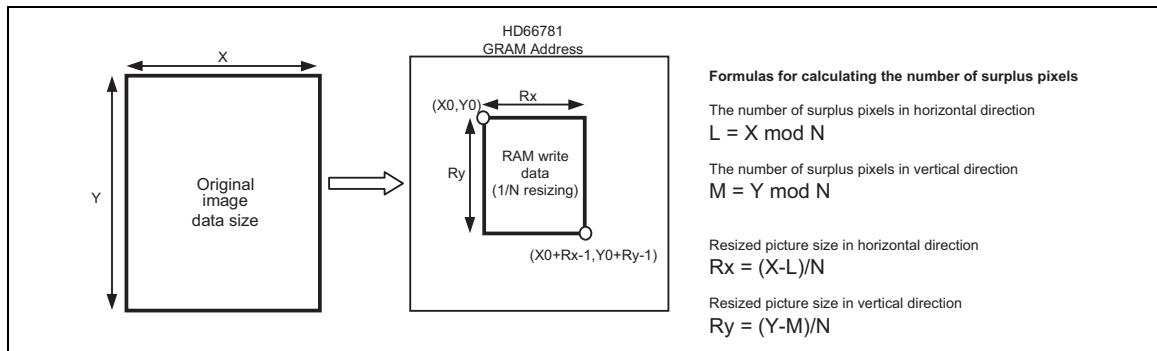 HD66781
GRAM Address
X
Y
Original
image
data size
(X0,Y0)
Rx
Ry
RAM write
data
(1/N resizing)
(X0+Rx-1,Y0+Ry-1)
Formulas for calculating the number of surplus pixels
The number of surplus pixels in horizontal direction
L = X mod N
The number of surplus pixels in vertical direction
M = Y mod N
Resized picture size in horizontal direction
Rx = (X-L)/N
Resized picture size in vertical direction
Ry = (Y-M)/N